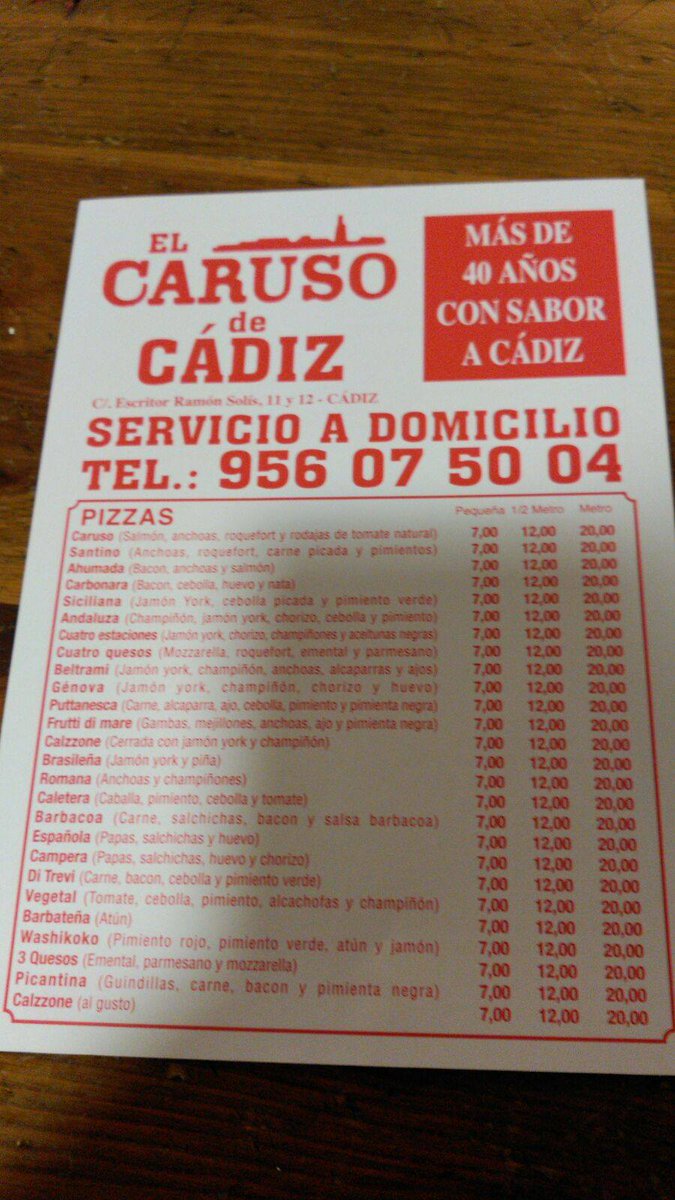 EL
CARUSO
de
CÁDIZ
MÁS DE
40 AÑOS
CON SABOR
A CÁDIZ
C/. Escritor Ramón Solís, 11 y 12 - CÁDIZ
SERVICIO A DOMICILIO
TEL.: 956 07 50 04
PIZZAS Pequeña 1/2 Metro Metro
Caruso (Salmón, anchoas, roquefort y rodajas de tomate natural) 7,00 12,00 20,00
Santino (Anchoas, roquefort, carne picada y pimientos) 7,00 12,00 20,00
Ahumada (Bacon, anchoas y salmón) 7,00 12,00 20,00
Carbonara (Bacon, cebolla, huevo y nata) 7,00 12,00 20,00
Siciliana (Jamón York, cebolla picada y pimiento verde) 7,00 12,00 20,00
Andaluza (Champiñón, jamón york, chorizo, cebolla y pimiento) 7,00 12,00 20,00
Cuatro estaciones (Jamón york, chorizo, champiñones y aceitunas negras) 7,00 12,00 20,00
Cuatro quesos (Mozzarella, roquefort, emental y parmesano) 7,00 12,00 20,00
Beltrami (Jamón york, champiñón, anchoas, alcaparras y ajos) 7,00 12,00 20,00
Génova (Jamón york, champiñón, chorizo y huevo) 7,00 12,00 20,00
Puttanesca (Carne, alcaparra, ajo, cebolla, pimiento y pimienta negra) 7,00 12,00 20,00
Frutti di mare (Gambas, mejillones, anchoas, ajo y pimienta negra) 7,00 12,00 20,00
Calzzone (Cerrada con jamón york y champiñón) 7,00 12,00 20,00
Brasileña (Jamón york y piña) 7,00 12,00 20,00
Romana (Anchoas y champiñones) 7,00 12,00 20,00
Caletera (Caballa, pimiento, cebolla y tomate) 7,00 12,00 20,00
Barbacoa (Carne, salchichas, bacon y salsa barbacoa) 7,00 12,00 20,00
Española (Papas, salchichas y huevo) 7,00 12,00 20,00
Campera (Papas, salchichas, huevo y chorizo) 7,00 12,00 20,00
Di Trevi (Carne, bacon, cebolla y pimiento verde) 7,00 12,00 20,00
Vegetal (Tomate, cebolla, pimiento, alcachofas y champiñón) 7,00 12,00 20,00
Barbateña (Atún) 7,00 12,00 20,00
Washikoko (Pimiento rojo, pimiento verde, atún y jamón) 7,00 12,00 20,00
3 Quesos (Emental, parmesano y mozzarella) 7,00 12,00 20,00
Picantina (Guindillas, carne, bacon y pimienta negra) 7,00 12,00 20,00
Calzzone (al gusto) 7,00 12,00 20,00